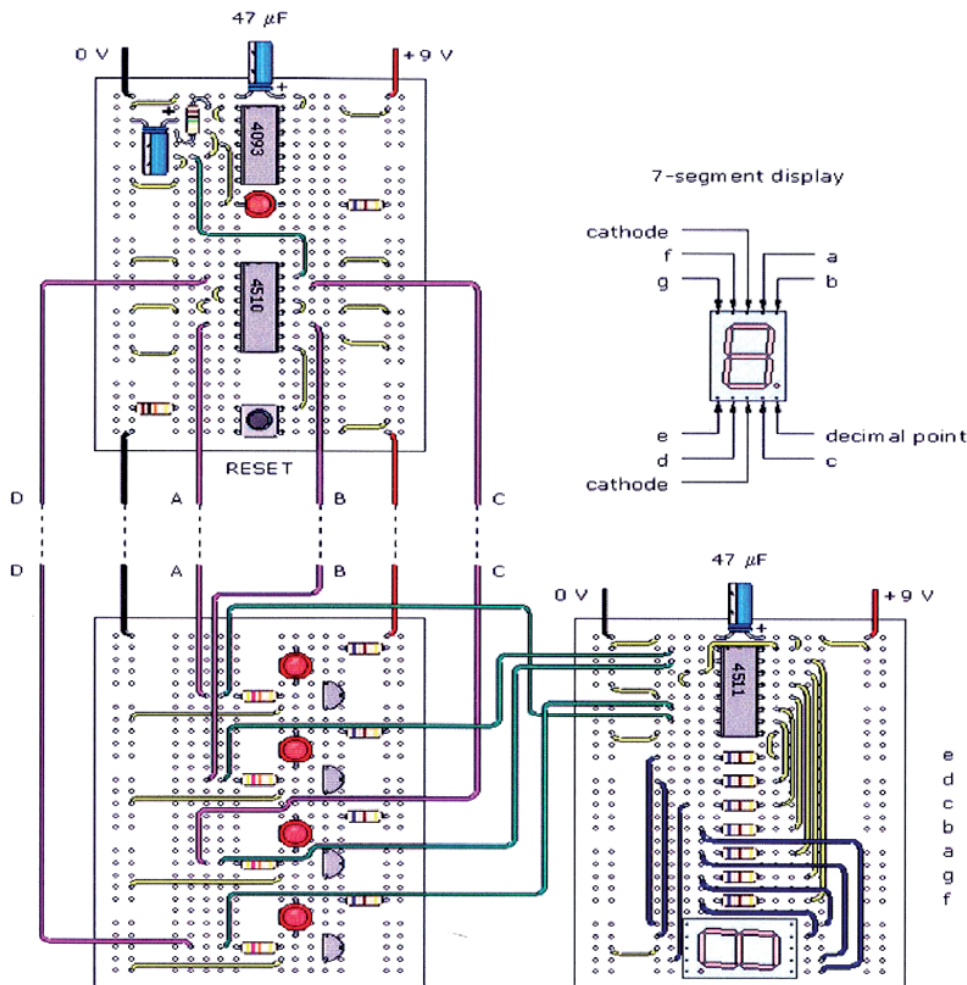 47 µF
0 V
+9 V
4093
7-segment display
cathode
f
a
g
b
4510
e
decimal point
d
c
cathode
RESET
D
A
B
C
D
A
B
C
47 µF
0 V
+9 V
4511
e
d
c
b
a
g
f